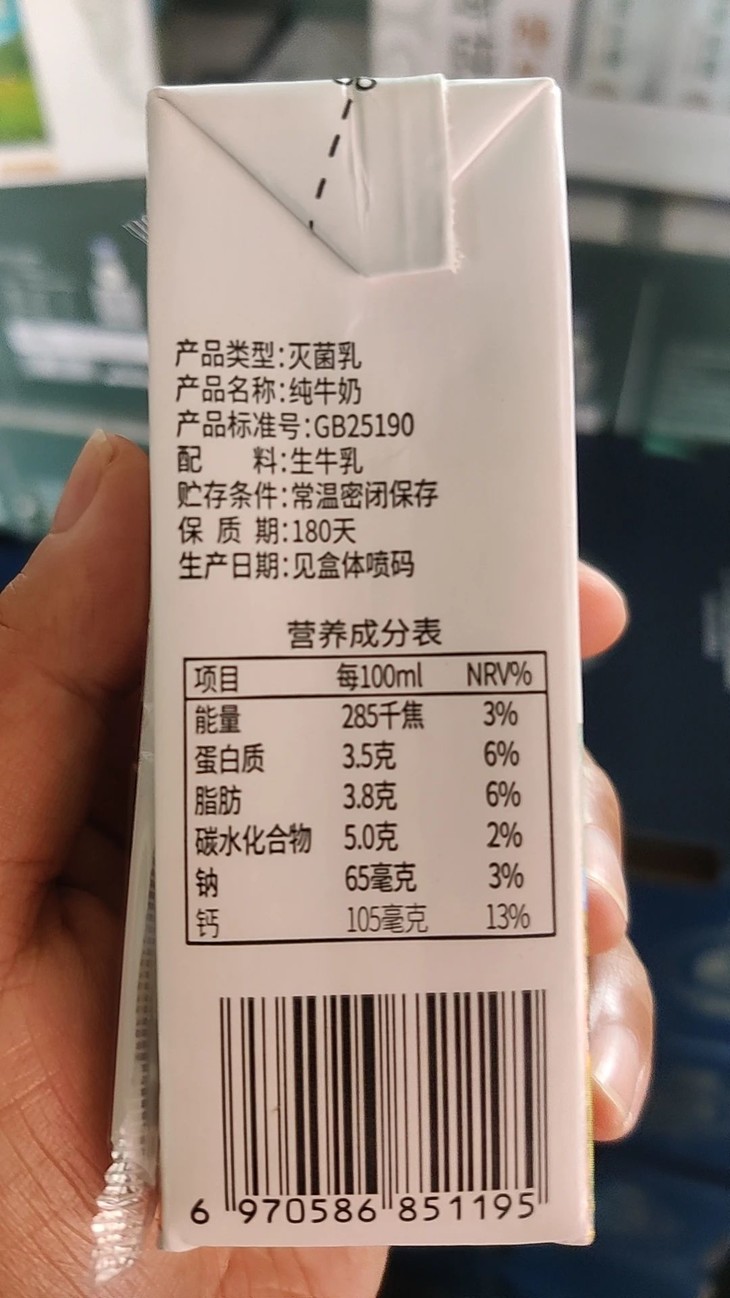 产品类型:灭菌乳
产品名称:纯牛奶
产品标准号:GB25190
配 料:生牛乳
贮存条件:常温密闭保存
保 质 期:180天
生产日期:见盒体喷码
营养成分表
项目 每100ml NRV%
能量 285千焦 3%
蛋白质 3.5克 6%
脂肪 3.8克 6%
碳水化合物 5.0克 2%
钠 65毫克 3%
钙 105毫克 13%
6 970586 851195